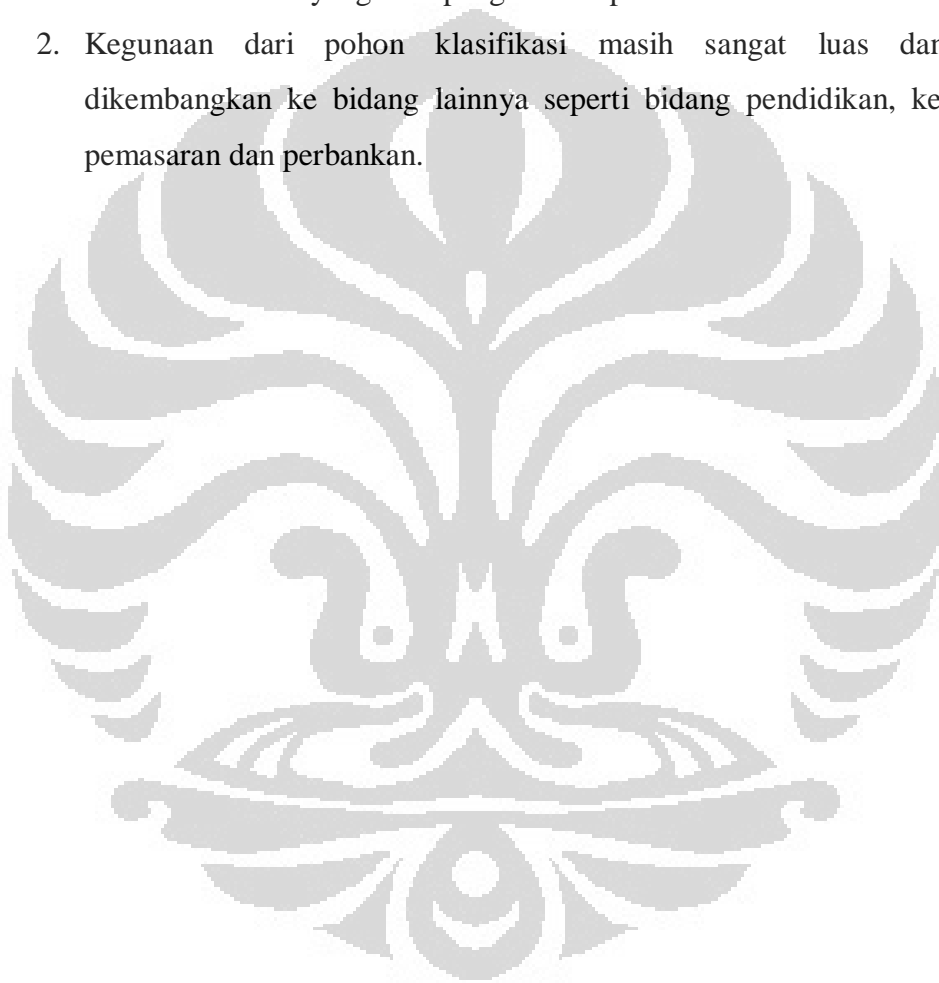 2. Kegunaan dari pohon klasifikasi masih sangat luas dan
dikembangkan ke bidang lainnya seperti bidang pendidikan, ke
pemasaran dan perbankan.